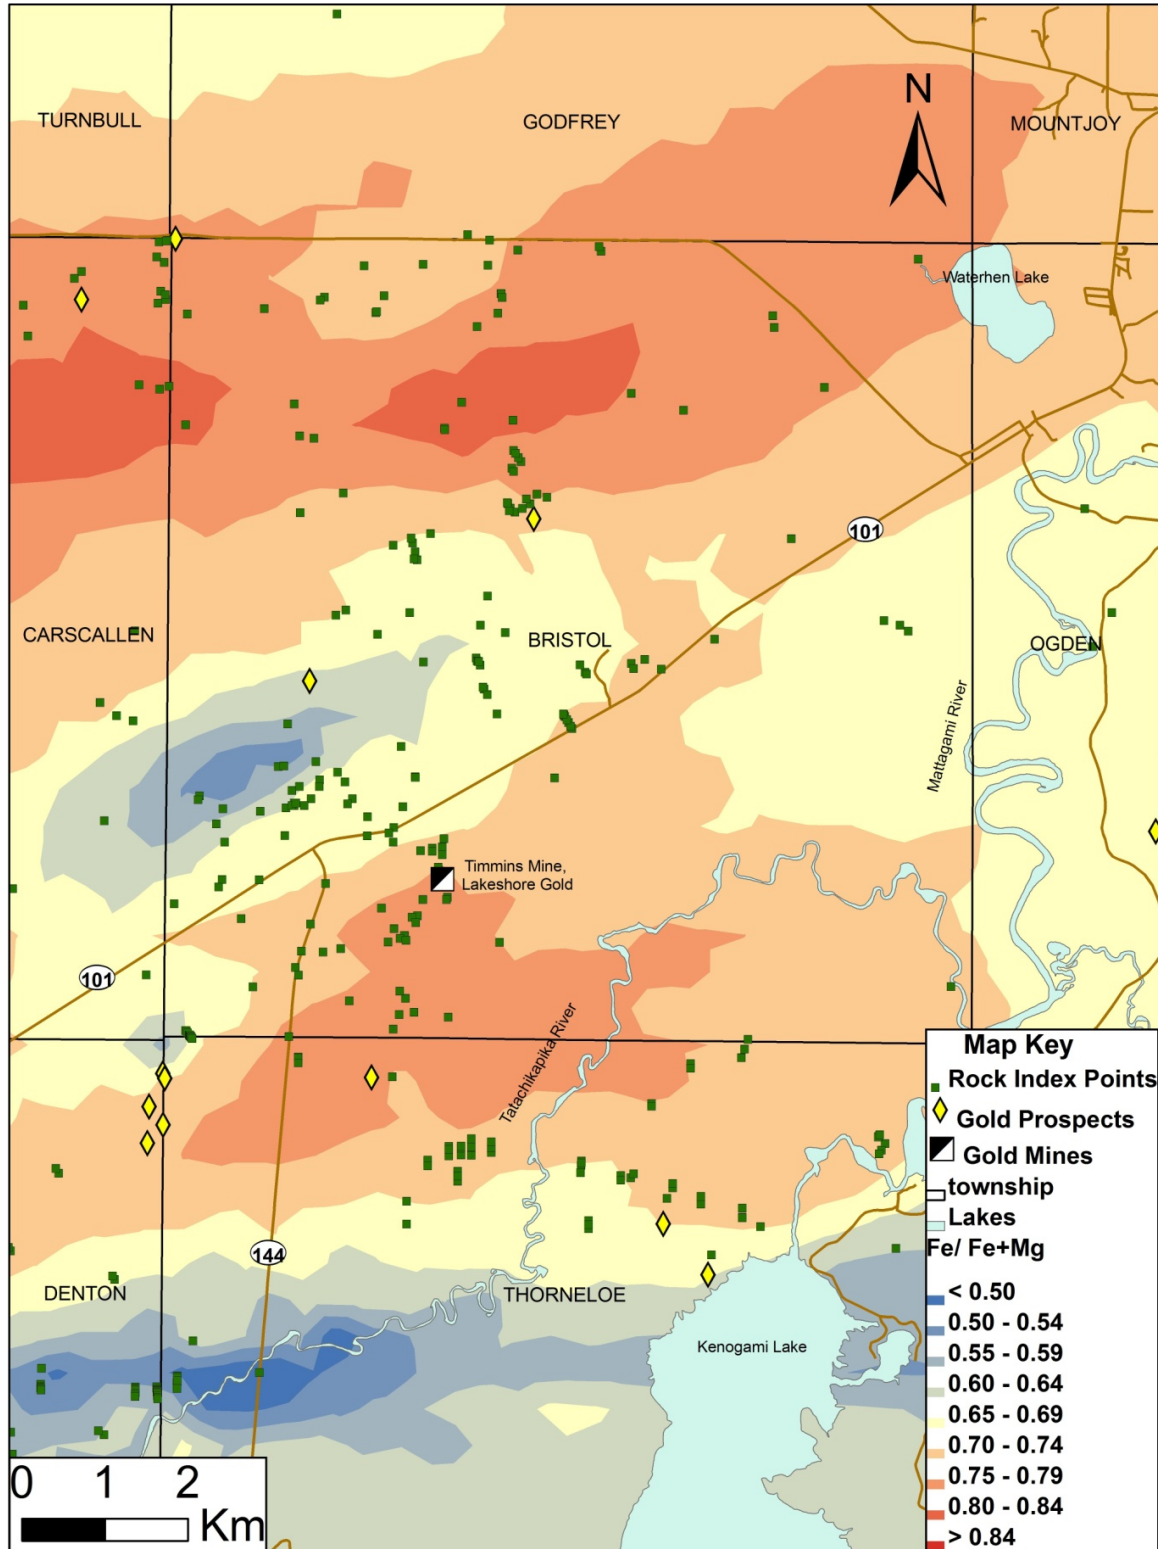 TURNBULL
GODFREY
N
MOUNTJOY
Waterhen Lake
101
CARSCALLEN
BRISTOL
OGDEN
Mattagami River
Timmins Mine,
Lakeshore Gold
101
Tatachikapika River
144
DENTON
THORNELOE
Kenogami Lake
Map Key
Rock Index Points
Gold Prospects
Gold Mines
township
Lakes
Fe/ Fe+Mg
< 0.50
0.50 - 0.54
0.55 - 0.59
0.60 - 0.64
0.65 - 0.69
0.70 - 0.74
0.75 - 0.79
0.80 - 0.84
> 0.84
0 1 2
Km